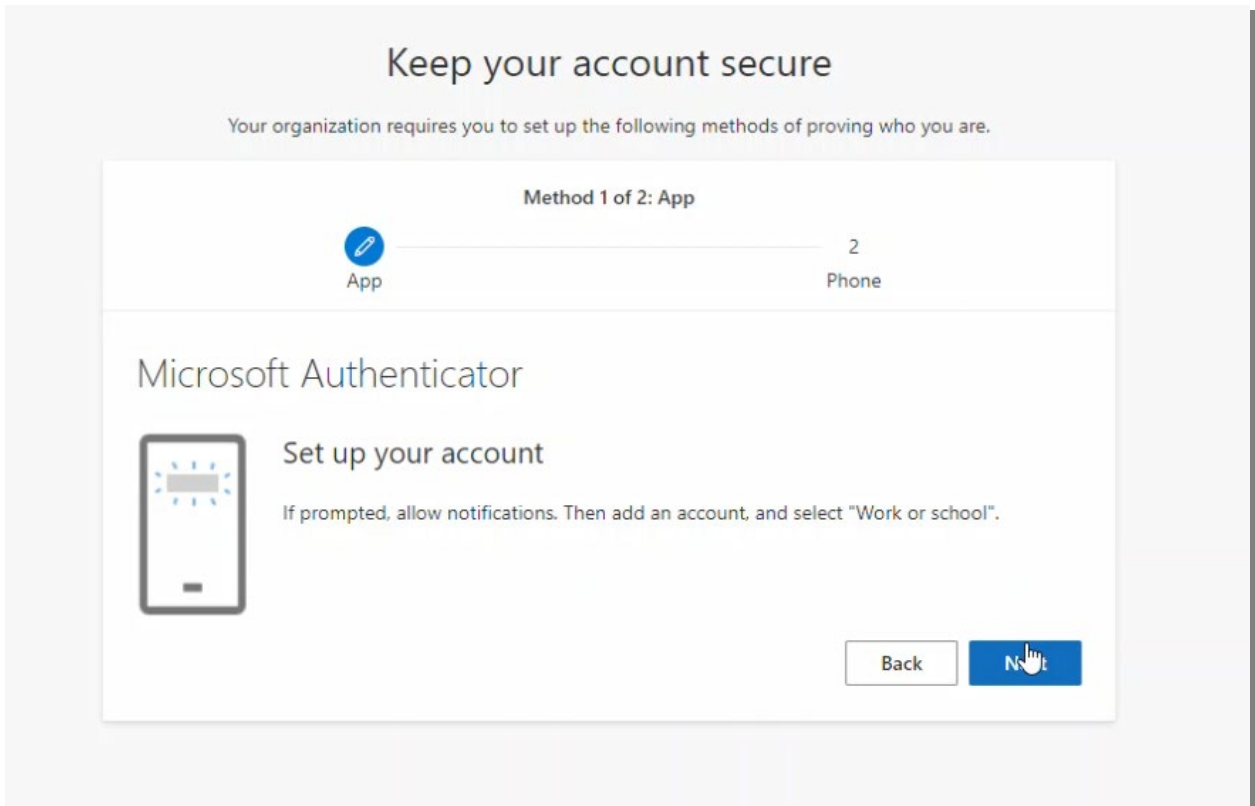 Keep your account secure
Your organization requires you to set up the following methods of proving who you are.
Method 1 of 2: App
2
App
Phone
Microsoft Authenticator
Set up your account
If prompted, allow notifications. Then add an account, and select "Work or school".
Back
Next